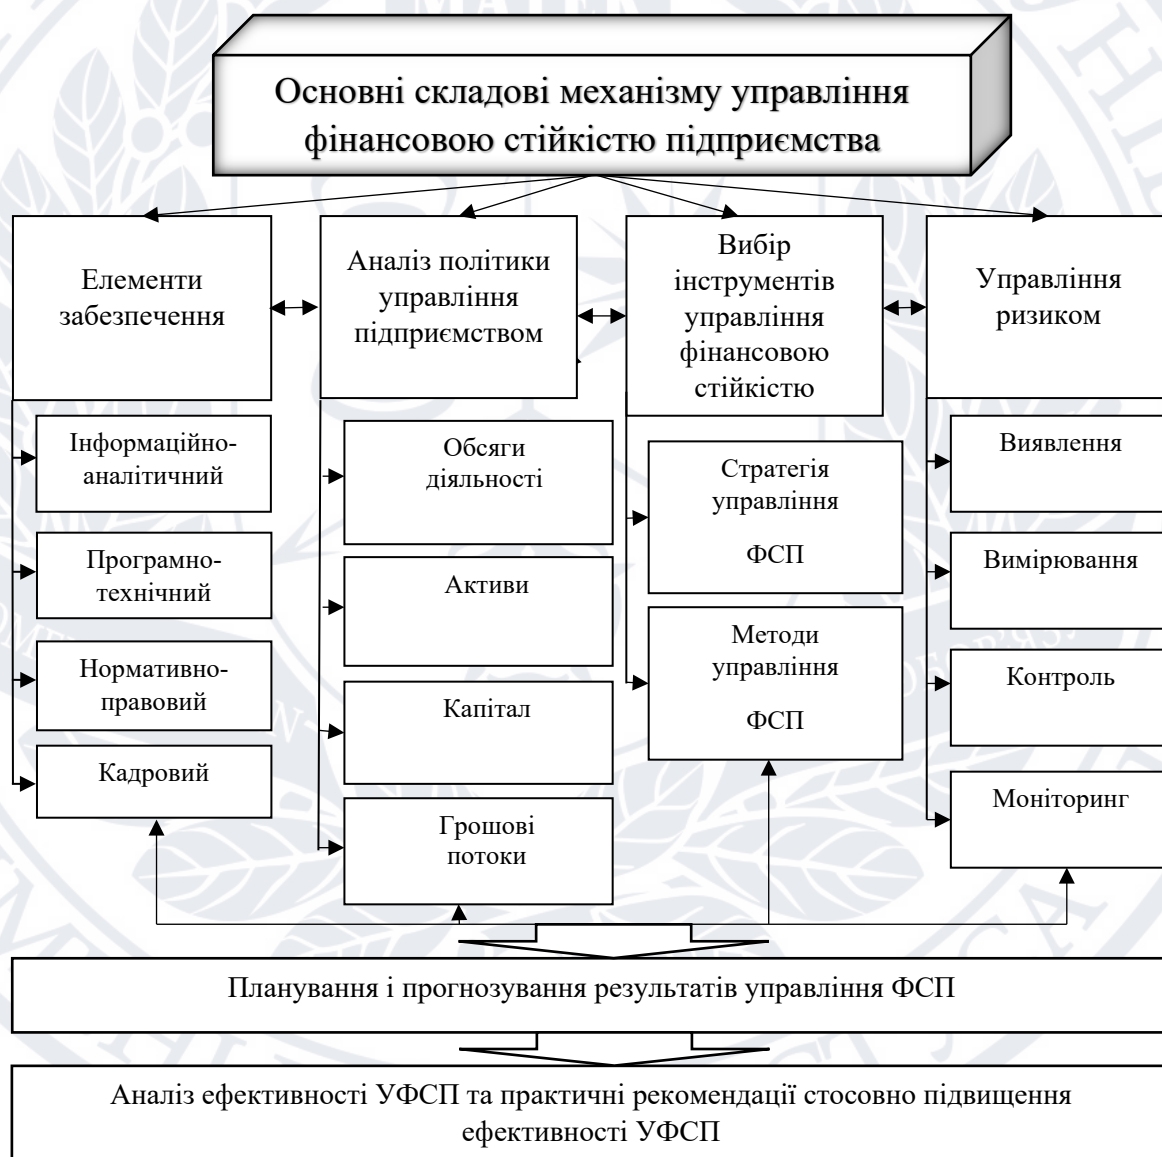 Основні складові механізму управління
фінансовою стійкістю підприємства
Елементи
забезпечення
Аналіз політики
управління
підприємством
Вибір
інструментів
управління
фінансовою
стійкістю
Управління
ризиком
Інформаційно-
аналітичний
Програмно-
технічний
Нормативно-
правовий
Кадровий
Обсяги
діяльності
Активи
Капітал
Грошові
потоки
Стратегія
управління
ФСП
Методи
управління
ФСП
Виявлення
Вимірювання
Контроль
Моніторинг
Планування і прогнозування результатів управління ФСП
Аналіз ефективності УФСП та практичні рекомендації стосовно підвищення
ефективності УФСП